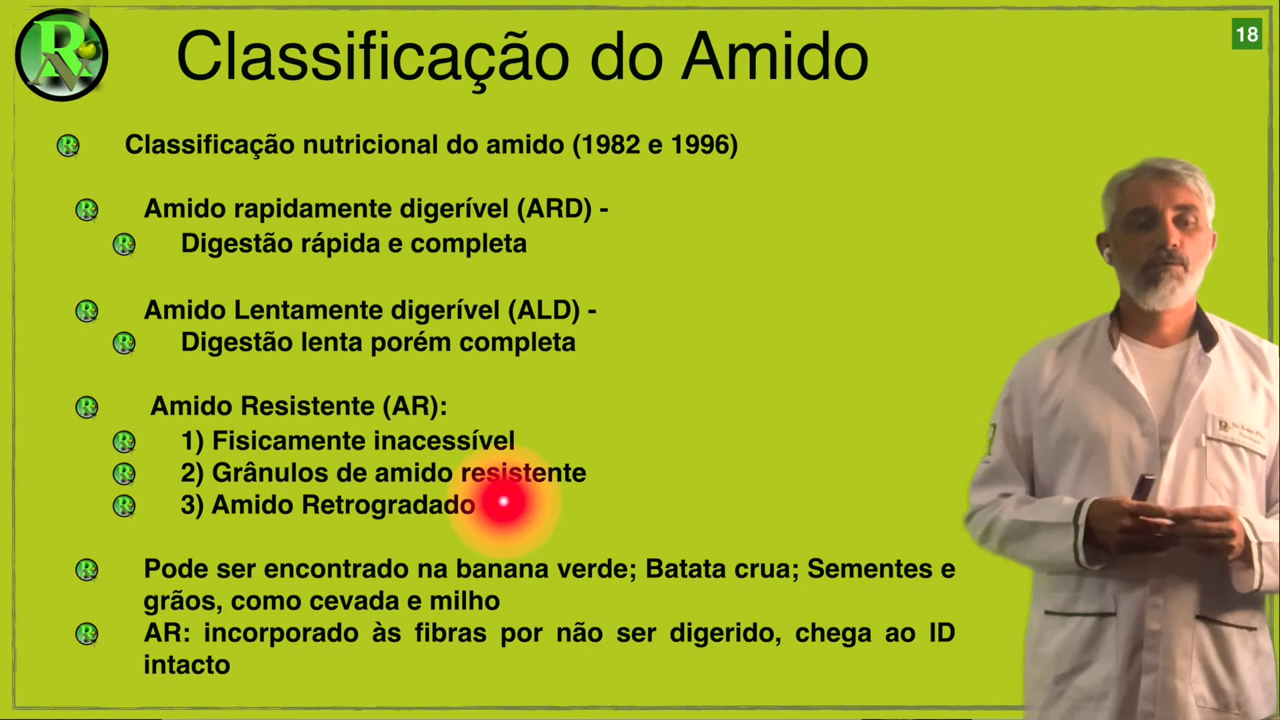 Classificação do Amido
18
Classificação nutricional do amido (1982 e 1996)
Amido rapidamente digerível (ARD) -
Digestão rápida e completa
Amido Lentamente digerível (ALD) -
Digestão lenta porém completa
Amido Resistente (AR):
1) Fisicamente inacessível
2) Grânulos de amido resistente
3) Amido Retrogradado
Pode ser encontrado na banana verde; Batata crua; Sementes e
grãos, como cevada e milho
AR: incorporado às fibras por não ser digerido, chega ao ID
intacto